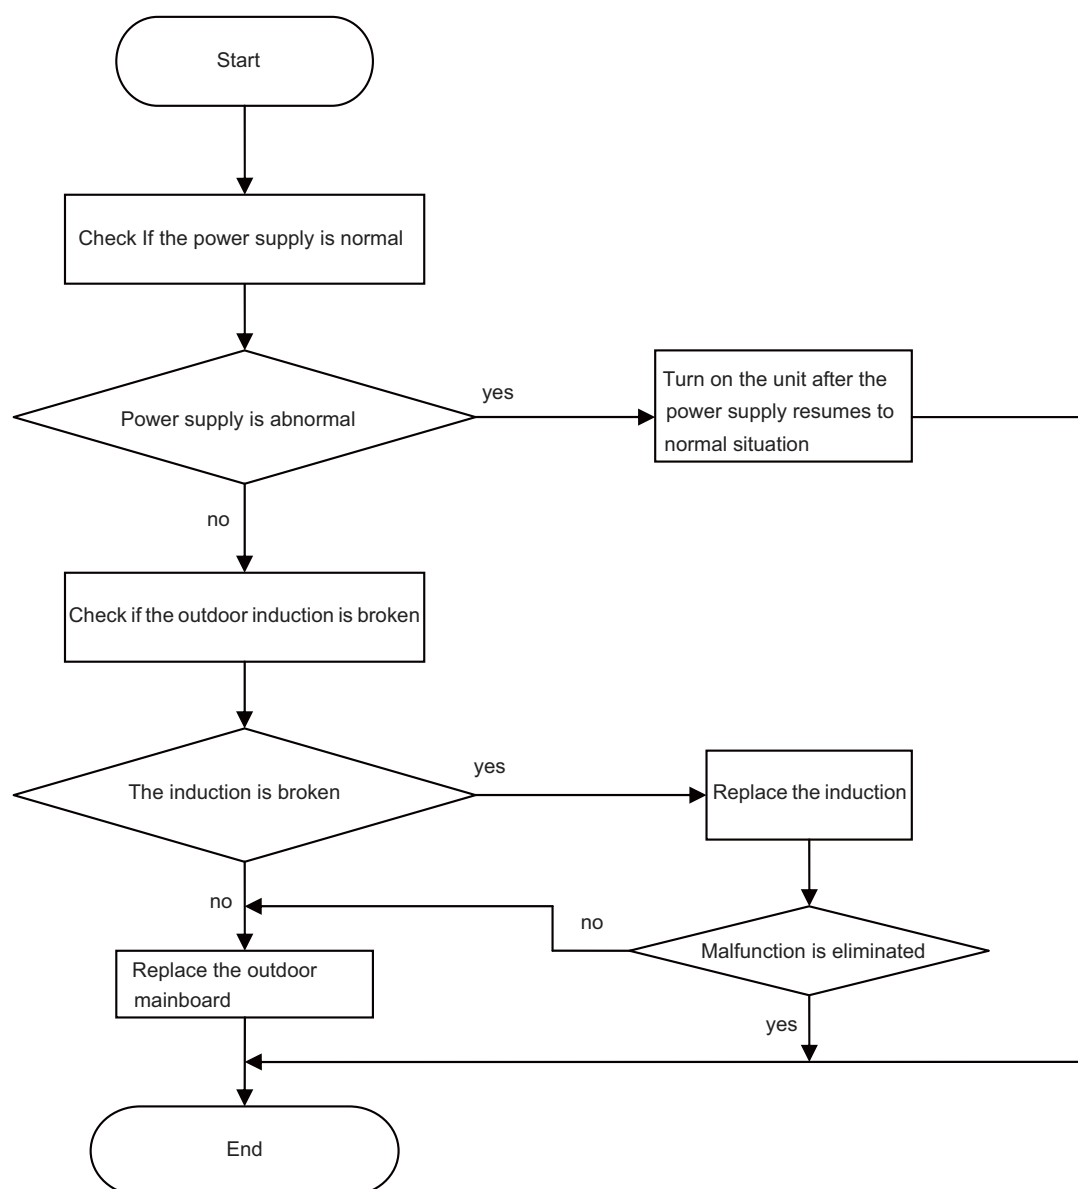 Start
Check If the power supply is normal
Power supply is abnormal
yes
Turn on the unit after the
power supply resumes to
normal situation
no
Check if the outdoor induction is broken
The induction is broken
yes
Replace the induction
no
no
Malfunction is eliminated
Replace the outdoor
mainboard
yes
End